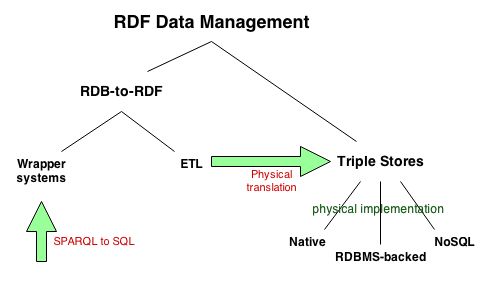 RDF Data Management
RDB-to-RDF
Wrapper
systems
ETL
Physical
translation
Triple Stores
SPARQL to SQL
physical implementation
Native
RDBMS-backed
NoSQL